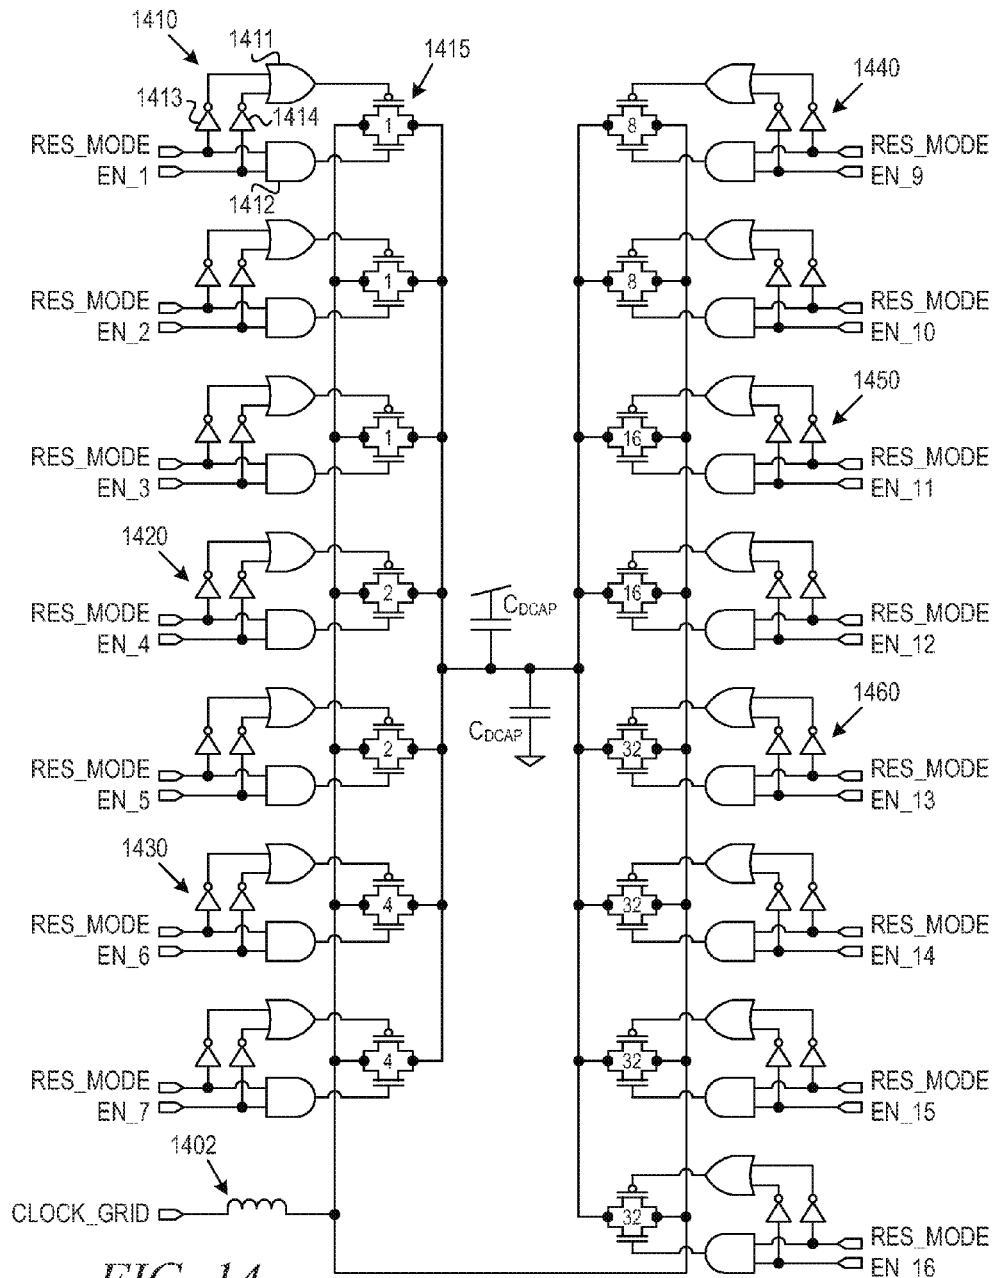 1410
1411
1415
1413
1414
RES_MODE
EN_1
1412
1
8
1440
RES_MODE
EN_9
RES_MODE
EN_2
1
8
RES_MODE
EN_10
RES_MODE
EN_3
1
16
1450
RES_MODE
EN_11
1420
RES_MODE
EN_4
2
CDCAP
16
RES_MODE
EN_12
RES_MODE
EN_5
2
CDCAP
32
1460
RES_MODE
EN_13
1430
RES_MODE
EN_6
4
32
RES_MODE
EN_14
RES_MODE
EN_7
4
32
RES_MODE
EN_15
1402
CLOCK_GRID
32
RES_MODE
EN_16
FIG. 14